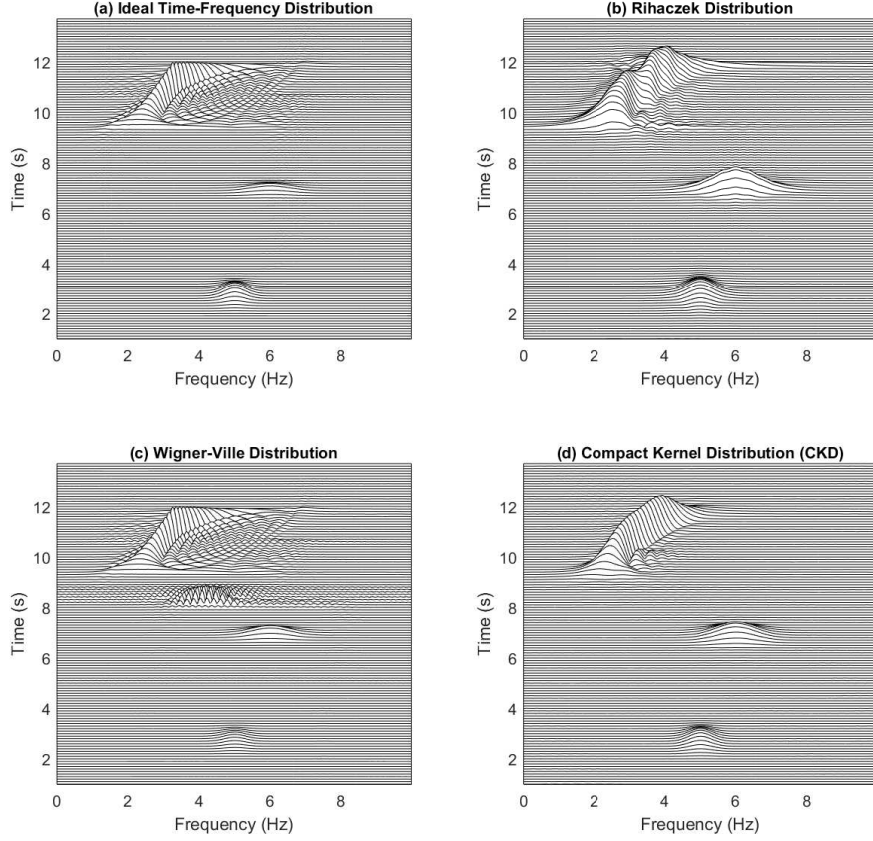 (a) Ideal Time-Frequency Distribution
12
10
8
6
4
2
Time (s)
0 2 4 6 8
Frequency (Hz)
(b) Rihaczek Distribution
12
10
8
6
4
2
Time (s)
0 2 4 6 8
Frequency (Hz)
(c) Wigner-Ville Distribution
12
10
8
6
4
2
Time (s)
0 2 4 6 8
Frequency (Hz)
(d) Compact Kernel Distribution (CKD)
12
10
8
6
4
2
Time (s)
0 2 4 6 8
Frequency (Hz)